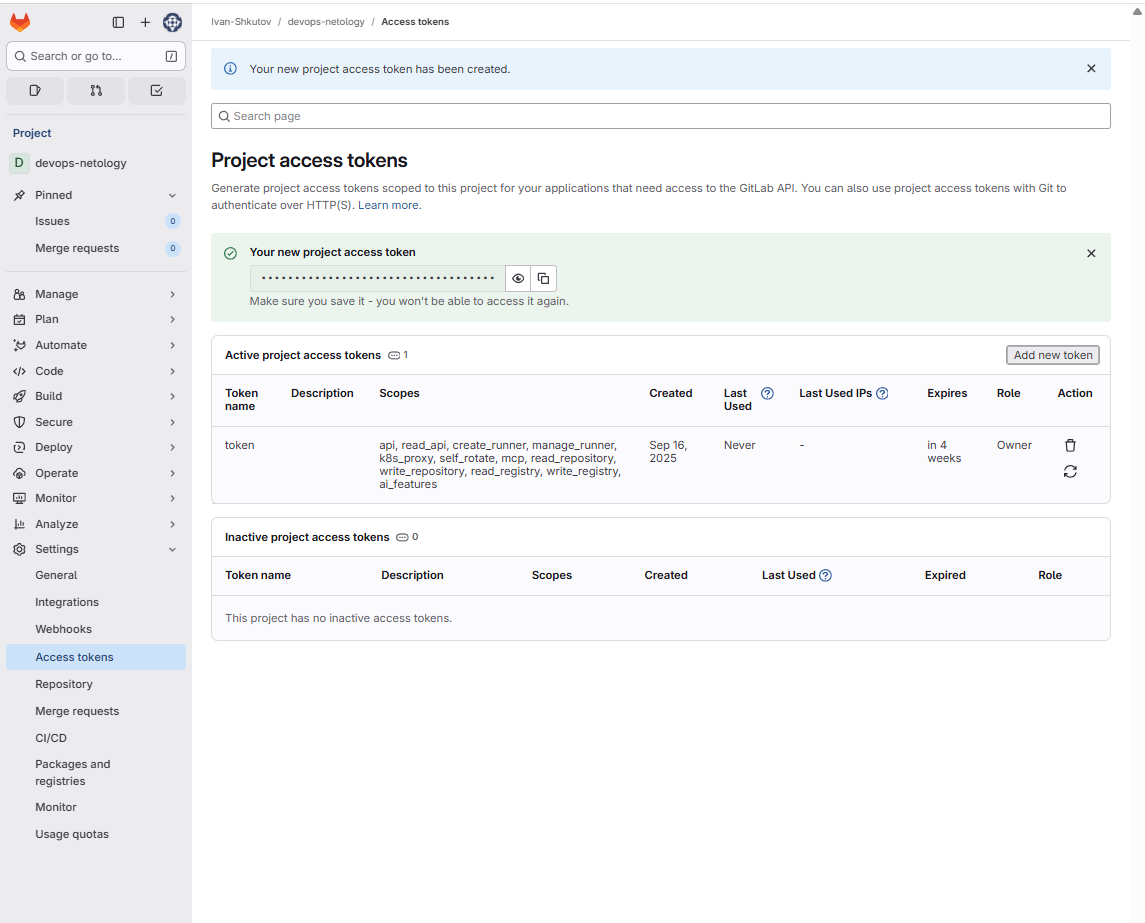 Ivan-Shkutov / devops-netology / Access tokens
Search or go to... /
Your new project access token has been created.
Search page
Project
D devops-netology
Pinned
Issues 0
Merge requests 0
Manage
Plan
Automate
Code
Build
Secure
Deploy
Operate
Monitor
Analyze
Settings
General
Integrations
Webhooks
Access tokens
Repository
Merge requests
CI/CD
Packages and
registries
Monitor
Usage quotas
Project access tokens
Generate project access tokens scoped to this project for your applications that need access to the GitLab API. You can also use project access tokens with Git to
authenticate over HTTP(S). Learn more.
Your new project access token
••••••••••••••••••••••••••••••••••••
Make sure you save it - you won't be able to access it again.
Active project access tokens 1
Add new token
Token name Description Scopes Created Last Used Last Used IPs Expires Role Action
token
api, read_api, create_runner, manage_runner,
k8s_proxy, self_rotate, mcp, read_repository,
write_repository, read_registry, write_registry,
ai_features
Sep 16,
2025
Never
-
in 4
weeks
Owner
Inactive project access tokens 0
Token name Description Scopes Created Last Used Expired Role
This project has no inactive access tokens.